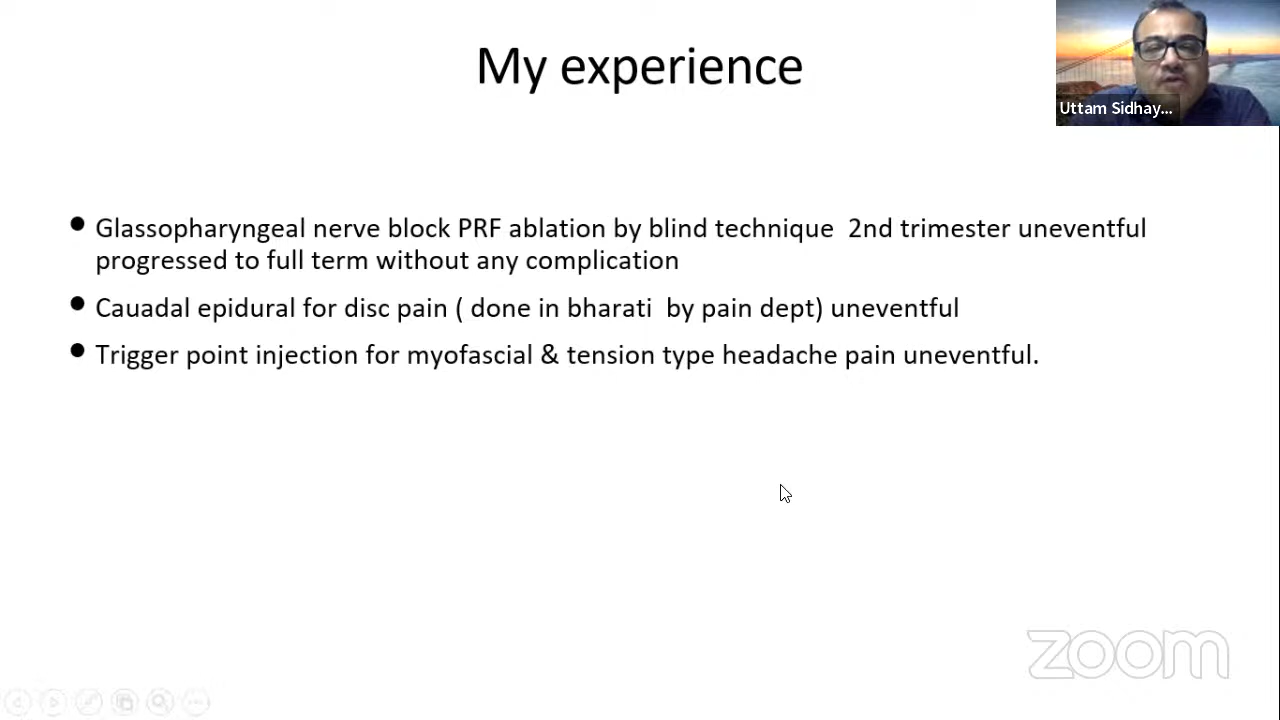 My experience
Uttam Sidhay...
● Glassopharyngeal nerve block PRF ablation by blind technique  2nd trimester uneventful
progressed to full term without any complication
● Cauadal epidural for disc pain ( done in bharati  by pain dept) uneventful
● Trigger point injection for myofascial & tension type headache pain uneventful.
zoom